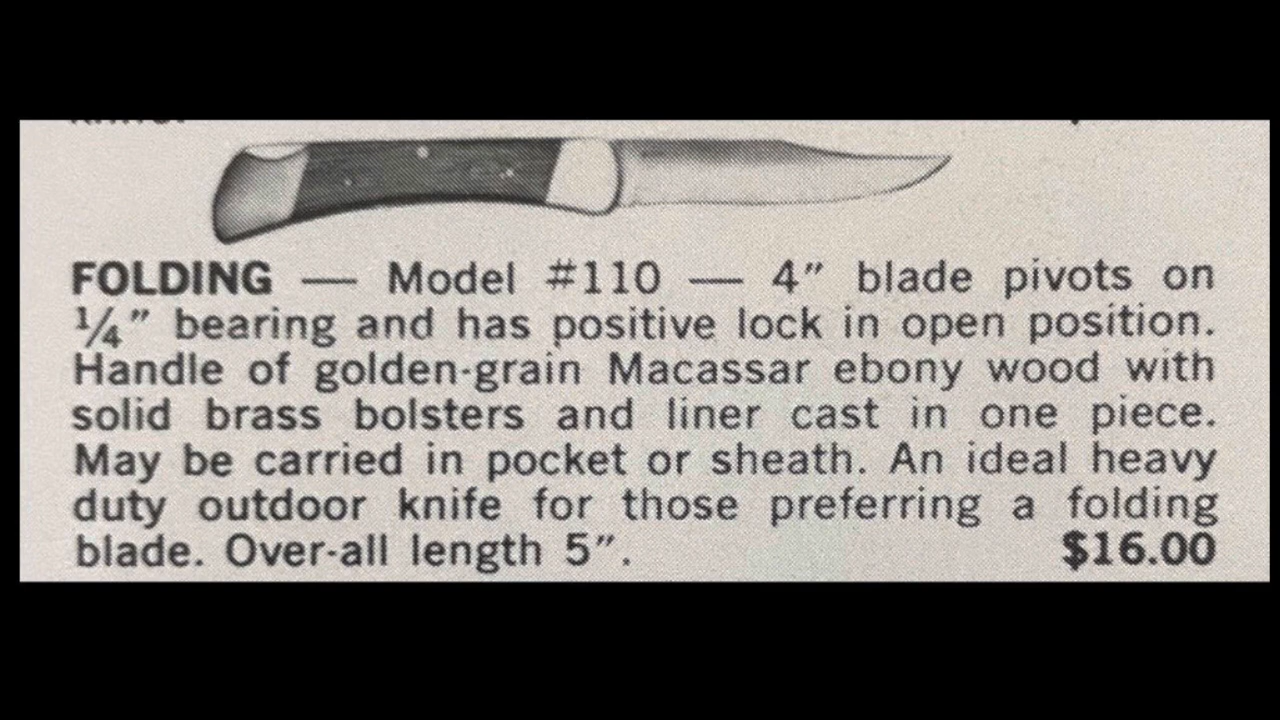 FOLDING — Model #110 — 4″ blade pivots on
¼″ bearing and has positive lock in open position.
Handle of golden-grain Macassar ebony wood with
solid brass bolsters and liner cast in one piece.
May be carried in pocket or sheath. An ideal heavy
duty outdoor knife for those preferring a folding
blade. Over-all length 5″. $16.00